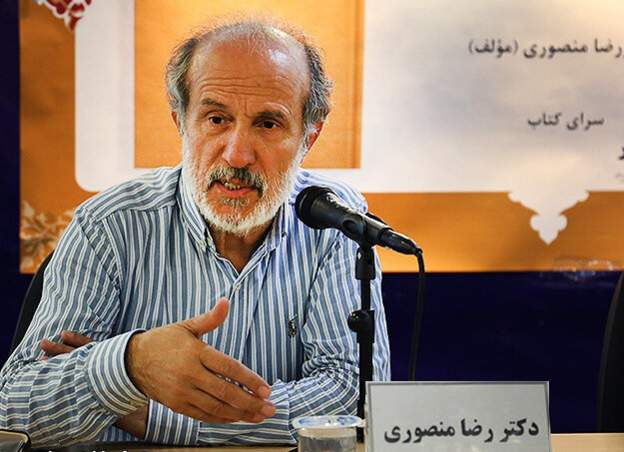 رضا منصوری (مؤلف)
سرای کتاب
دکتر رضا منصوری